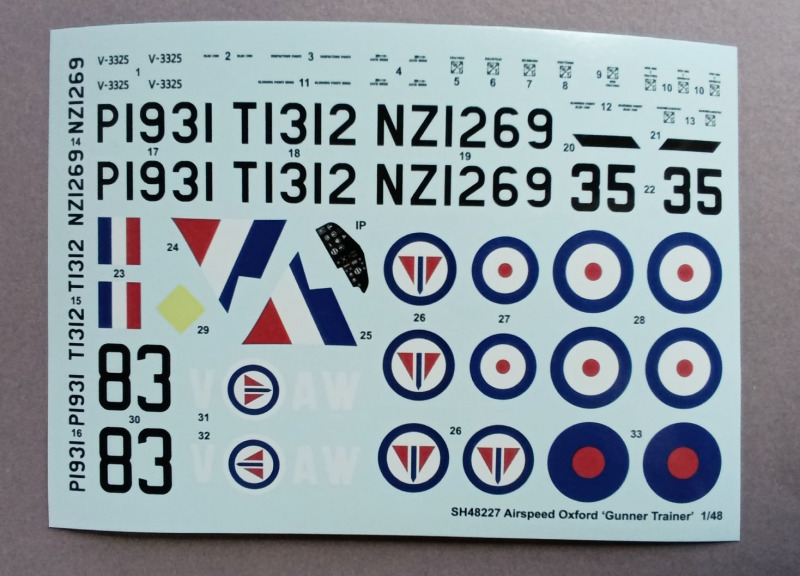 V-3325 V-3325 2 3
1 4 5 6 7 8 9 10 10
V-3325 V-3325 11 12 13
P1931 T1312 NZ1269 20 21
17 18 19
P1931 T1312 NZ1269 35 22 35
NZ1269
14
NZ1269
T1312
15
T1312
P1931
16
P1931
IP
23 24 25
29
26 27 28
83 V AW
30 31
83 V AW
32 26 33
SH48227 Airspeed Oxford ‘Gunner Trainer’ 1/48